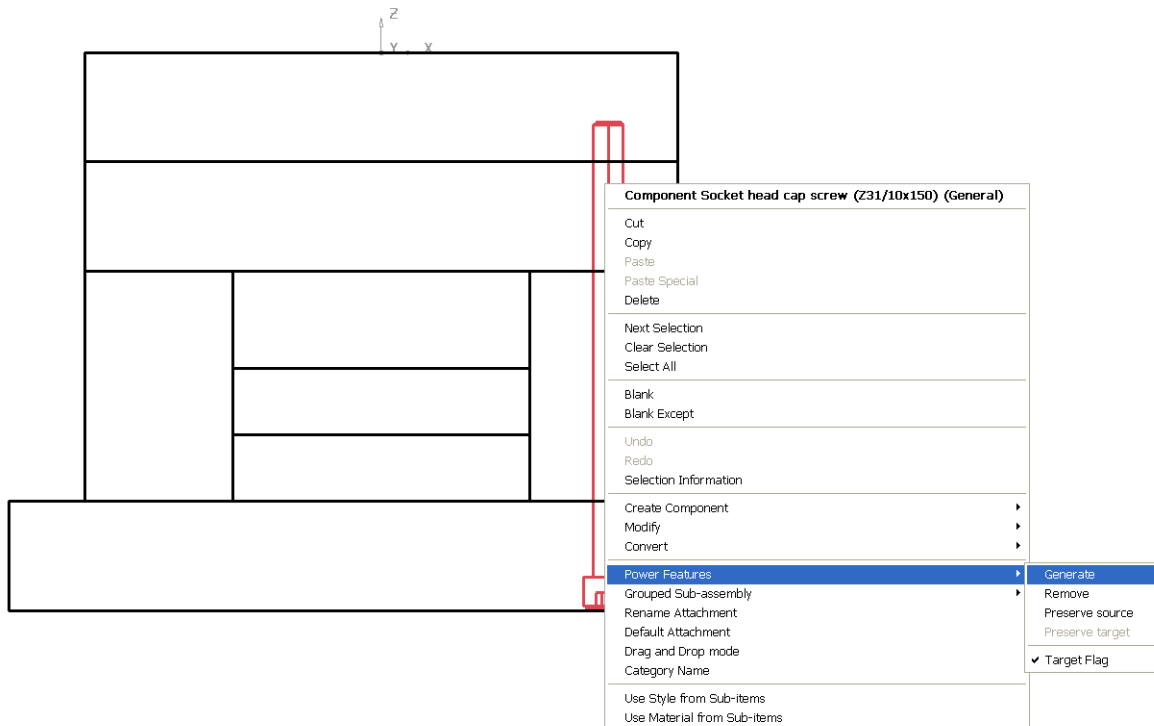 Z
Y X
Component Socket head cap screw (Z31/10x150) (General)
Cut
Copy
Paste
Paste Special
Delete
Next Selection
Clear Selection
Select All
Blank
Blank Except
Undo
Redo
Selection Information
Create Component
Modify
Convert
Power Features
Generate
Grouped Sub-assembly
Remove
Rename Attachment
Preserve source
Default Attachment
Preserve target
Drag and Drop mode
Target Flag
Category Name
Use Style from Sub-items
Use Material from Sub-items